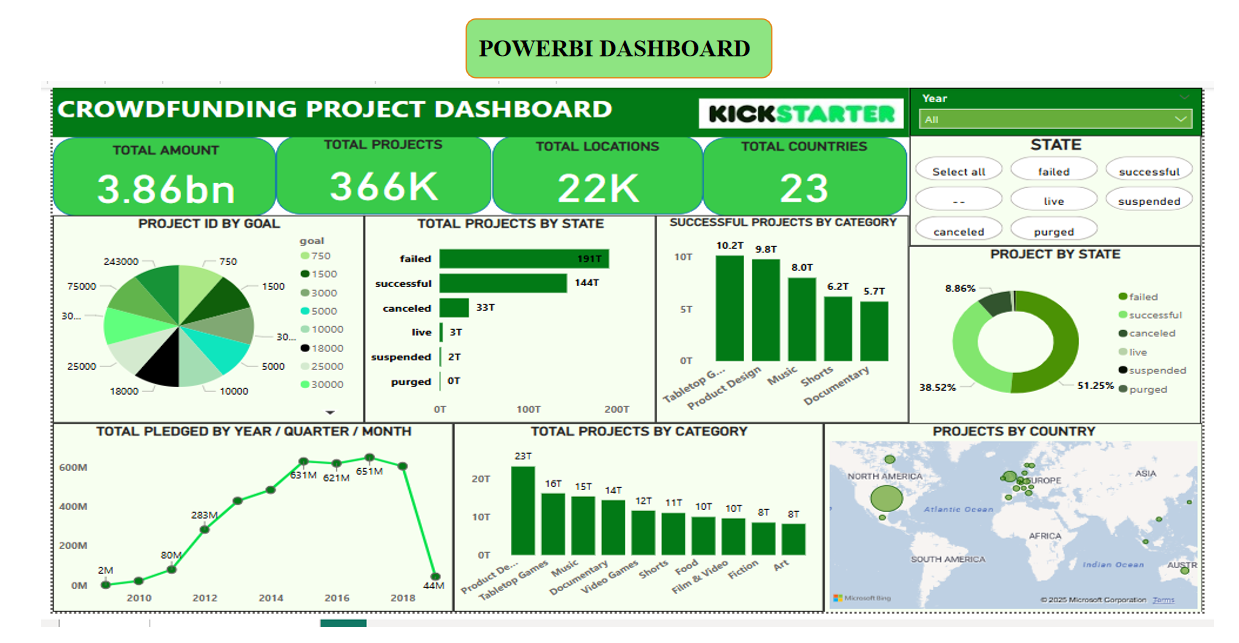 POWERBI DASHBOARD
CROWDFUNDING PROJECT DASHBOARD
KICKSTARTER
Year
All
TOTAL AMOUNT
3.86bn
TOTAL PROJECTS
366K
TOTAL LOCATIONS
22K
TOTAL COUNTRIES
23
STATE
Select all
failed
successful
--
live
suspended
canceled
purged
PROJECT ID BY GOAL
243000
750
75000
1500
30...
30...
25000
5000
18000
10000
goal
750
1500
3000
5000
10000
18000
25000
30000
TOTAL PROJECTS BY STATE
failed
191T
successful
144T
canceled
33T
live
3T
suspended
2T
purged
0T
0T
100T
200T
SUCCESSFUL PROJECTS BY CATEGORY
10T
5T
0T
10.2T
9.8T
8.0T
6.2T
5.7T
Tabletop G...
Product Design
Music
Shorts
Documentary
PROJECT BY STATE
8.86%
38.52%
51.25%
failed
successful
canceled
live
suspended
purged
TOTAL PLEDGED BY YEAR / QUARTER / MONTH
600M
400M
200M
0M
2M
80M
283M
631M
621M
651M
44M
2010
2012
2014
2016
2018
TOTAL PROJECTS BY CATEGORY
20T
10T
0T
23T
16T
15T
14T
12T
11T
10T
10T
8T
8T
Product De...
Tabletop Games
Music
Documentary
Video Games
Shorts
Food
Film & Video
Fiction
Art
PROJECTS BY COUNTRY
NORTH AMERICA
EUROPE
ASIA
Atlantic Ocean
AFRICA
SOUTH AMERICA
Indian Ocean
AUSTR
Microsoft Bing
© 2025 Microsoft Corporation
Terms